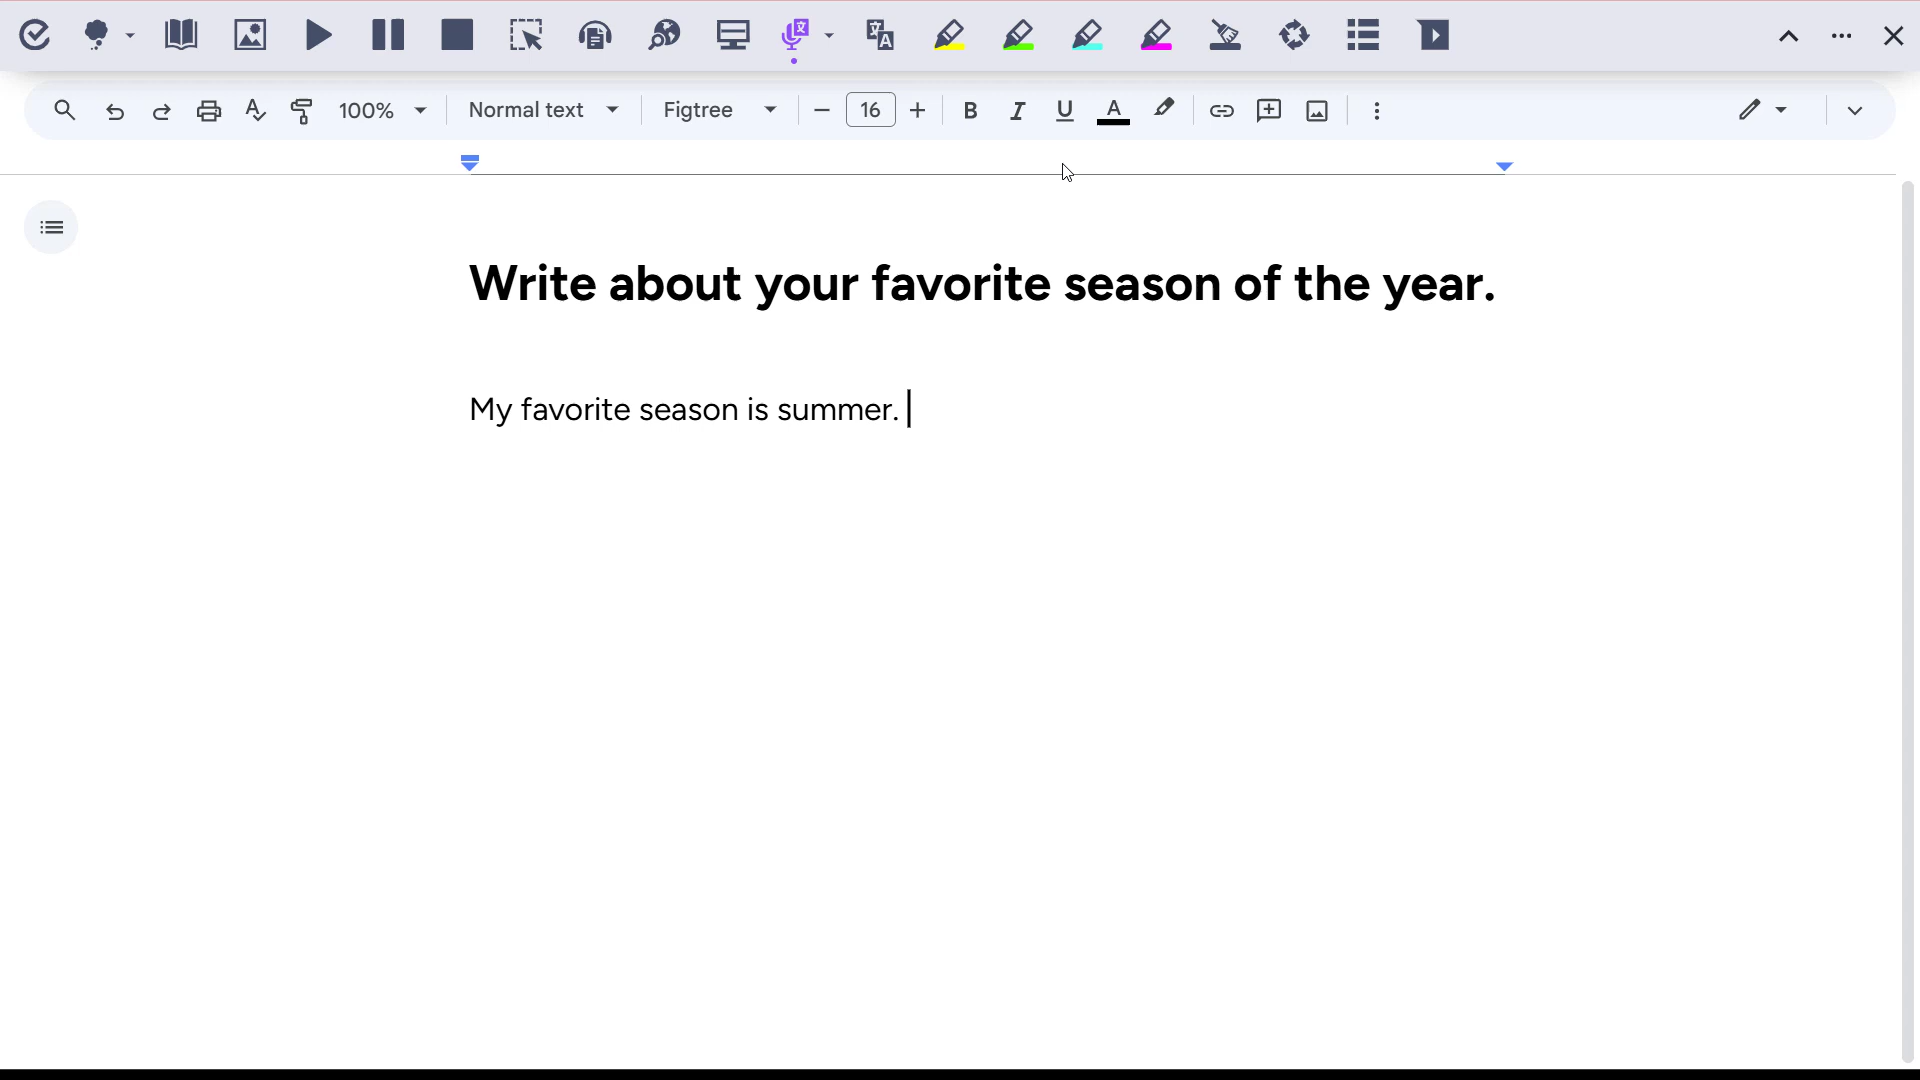 100% Normal text Figtree 16 B I U A
Write about your favorite season of the year.
My favorite season is summer.